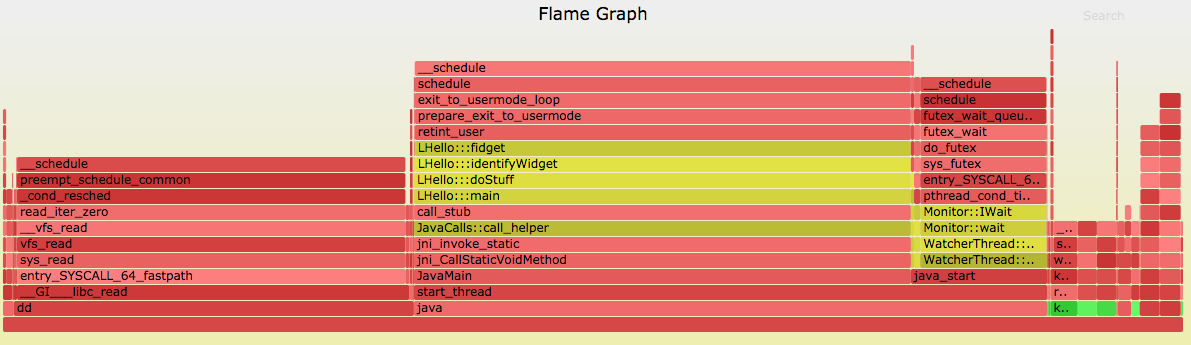 Flame Graph
Search
__schedule
schedule __schedule
exit_to_usermode_loop schedule
prepare_exit_to_usermode futex_wait_queu..
retint_user futex_wait
LHello:::fidget do_futex
__schedule LHello:::identifyWidget sys_futex
preempt_schedule_common LHello:::doStuff entry_SYSCALL_6..
_cond_resched LHello:::main pthread_cond_ti..
read_iter_zero call_stub Monitor::IWait
__vfs_read JavaCalls::call_helper Monitor::wait _..
vfs_read jni_invoke_static WatcherThread::.. s..
sys_read jni_CallStaticVoidMethod WatcherThread::.. w..
entry_SYSCALL_64_fastpath JavaMain java_start k..
__GI___libc_read start_thread r..
dd java k..